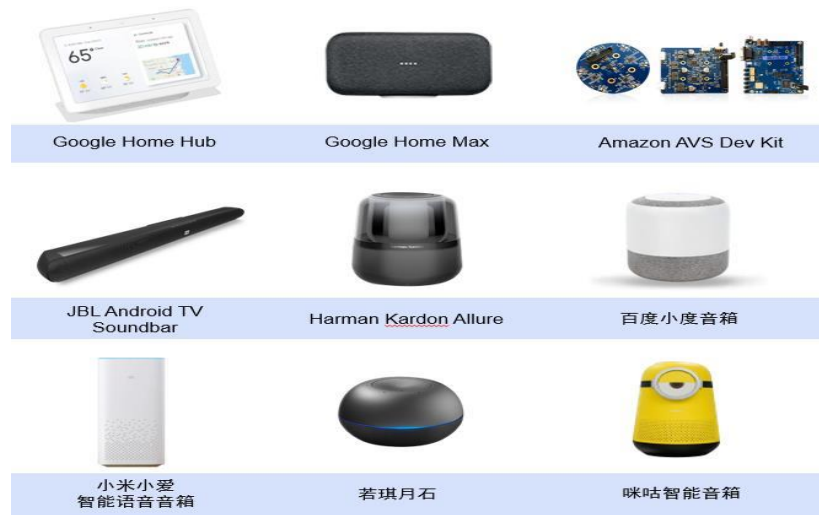 65°
Google Home Hub
Google Home Max
Amazon AVS Dev Kit
JBL Android TV
Soundbar
Harman Kardon Allure
百度小度音箱
小米小爱
智能语音音箱
若琪月石
咪咕智能音箱